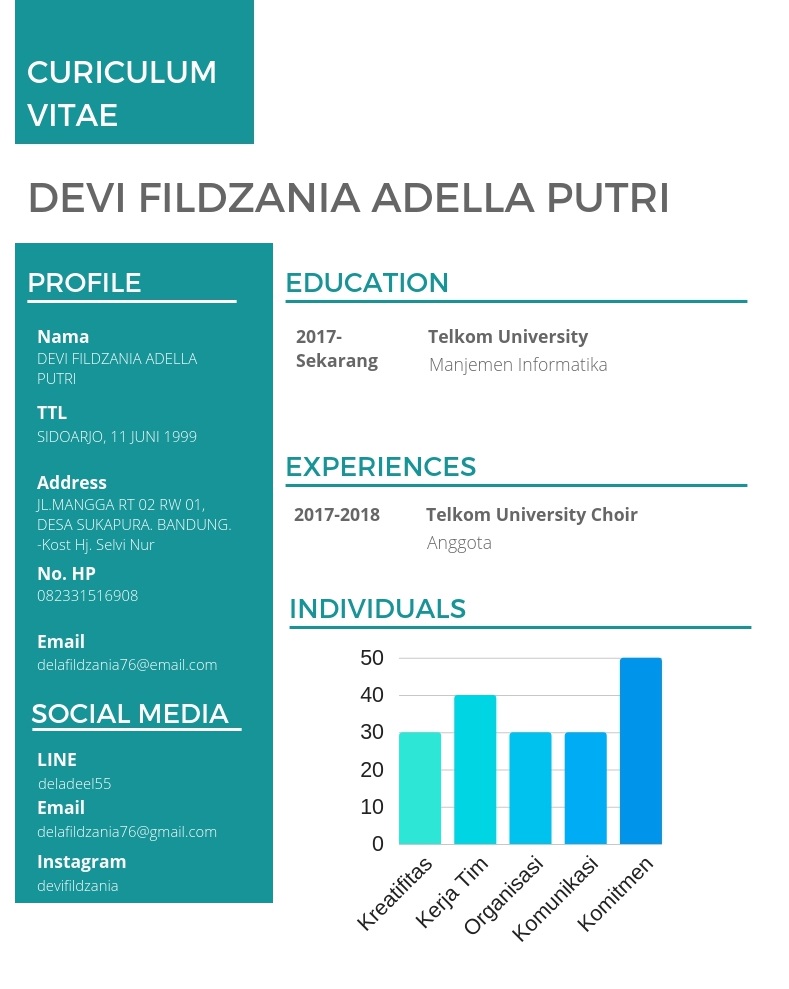 CURICULUM
VITAE
DEVI FILDZANIA ADELLA PUTRI
PROFILE
Nama
DEVI FILDZANIA ADELLA
PUTRI
TTL
SIDOARJO, 11 JUNI 1999
Address
JL.MANGGA RT 02 RW 01,
DESA SUKAPURA. BANDUNG.
-Kost Hj. Selvi Nur
No. HP
082331516908
Email
delafildzania76@email.com
SOCIAL MEDIA
LINE
deladeel55
Email
delafildzania76@gmail.com
Instagram
devifildzania
EDUCATION
2017-
Sekarang
Telkom University
Manjemen Informatika
EXPERIENCES
2017-2018
Telkom University Choir
Anggota
INDIVIDUALS
50
40
30
20
10
0
Kreatifitas
Kerja Tim
Organisasi
Komunikasi
Komitmen